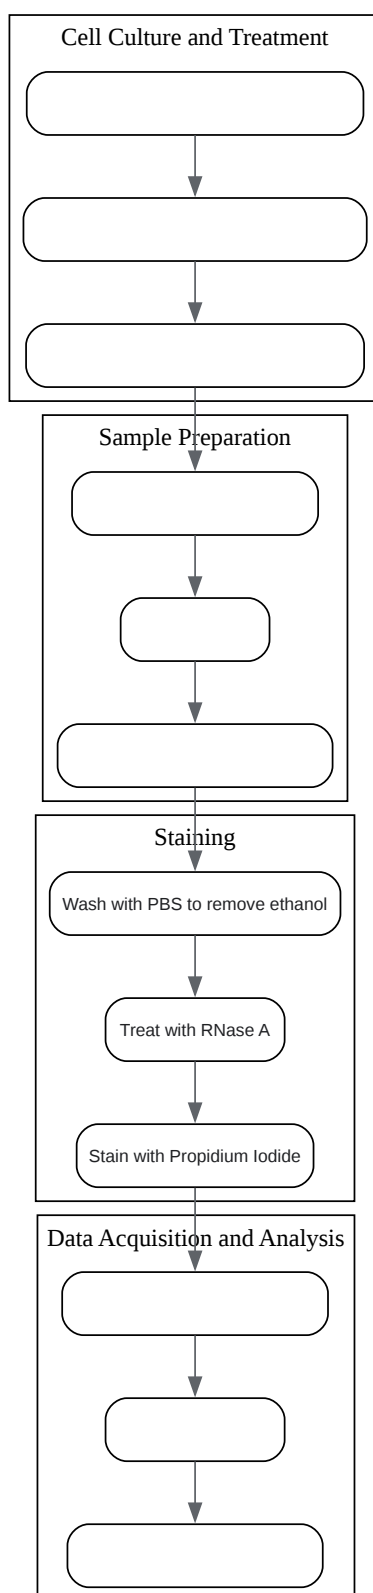 Cell Culture and Treatment
Sample Preparation
Staining
Wash with PBS to remove ethanol
Treat with RNase A
Stain with Propidium Iodide
Data Acquisition and Analysis